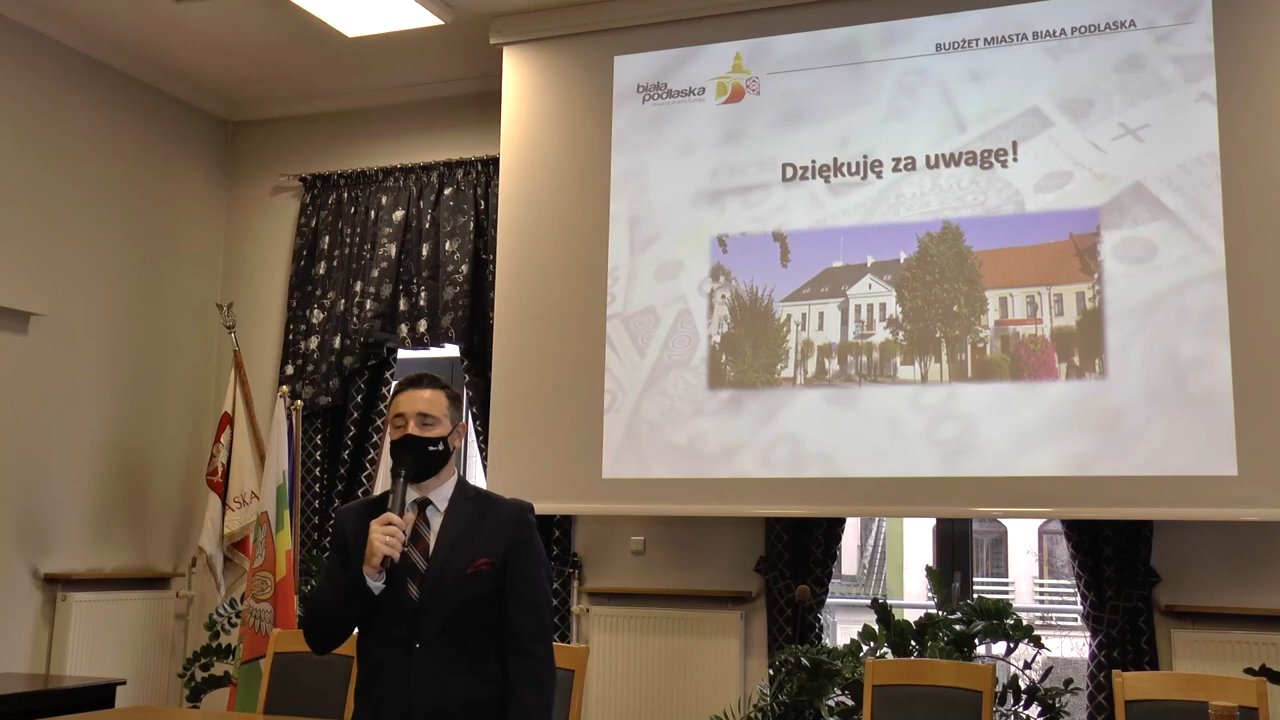 BUDŻET MIASTA BIAŁA PODLASKA
biała
podlaska
Dziękuję za uwagę!
ASKA